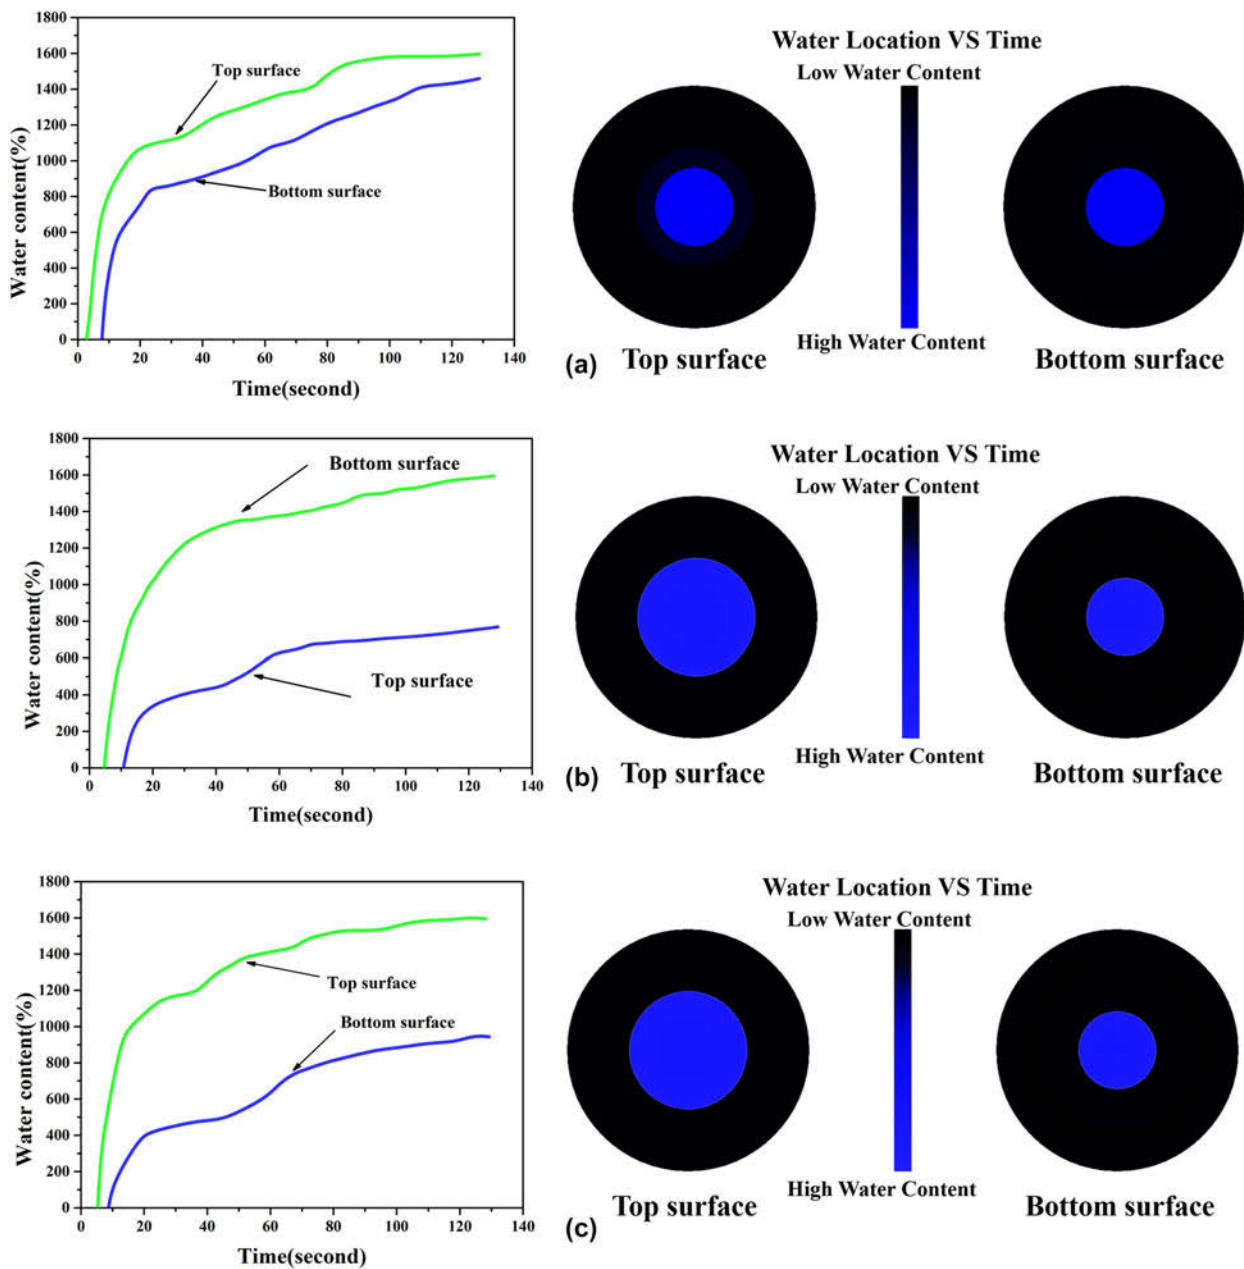 1800
1600
1400
1200
1000
800
600
400
200
0
Water content(%)
Top surface
Bottom surface
0 20 40 60 80 100 120 140
Time(second)
Water Location VS Time
Low Water Content
High Water Content
(a)
Top surface
Bottom surface
1800
1600
1400
1200
1000
800
600
400
200
0
Water content(%)
Bottom surface
Top surface
0 20 40 60 80 100 120 140
Time(second)
Water Location VS Time
Low Water Content
High Water Content
(b)
Top surface
Bottom surface
1800
1600
1400
1200
1000
800
600
400
200
0
Water content(%)
Top surface
Bottom surface
0 20 40 60 80 100 120 140
Time(second)
Water Location VS Time
Low Water Content
High Water Content
(c)
Top surface
Bottom surface